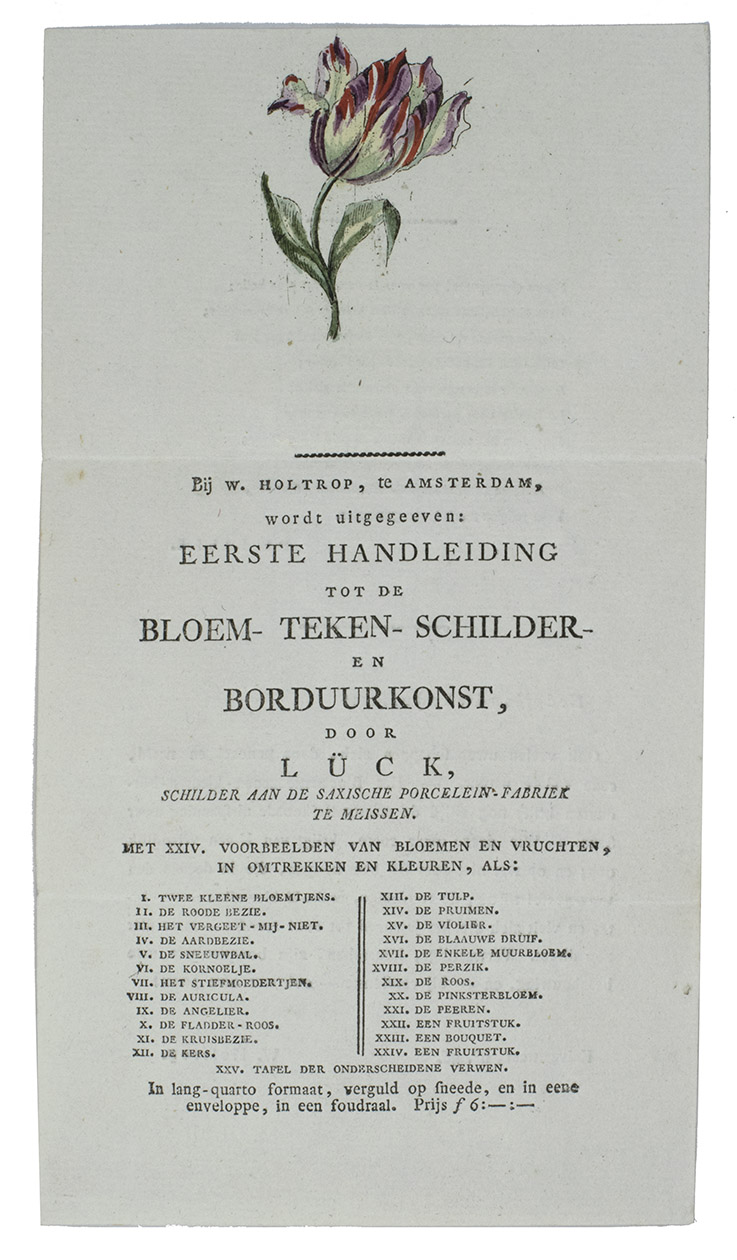 Bij W. HOLTROP, te AMSTERDAM,
wordt uitgegeeven:
EERSTE HANDLEIDING
TOT DE
BLOEM- TEKEN- SCHILDER-
EN
BORDUURKONST,
DOOR
LÜCK,
SCHILDER AAN DE SAXISCHE PORCELEIN-FABRIEK
TE MEISSEN.
MET XXIV. VOORBEELDEN VAN BLOEMEN EN VRUCHTEN,
IN OMTREKKEN EN KLEUREN, ALS:
I. TWEE KLEENE BLOEMTJENS.
II. DE ROODE BEZIE.
III. HET VERGEET-MIJ-NIET.
IV. DE AARDBEZIE.
V. DE SNEEUWBAL.
VI. DE KORNOELJE.
VII. HET STIEFMOEDERTJEN.
VIII. DE AURICULA.
IX. DE ANGELIER.
X. DE FLADDER-ROOS.
XI. DE KRUISBEZIE.
XII. DE KERS.
XIII. DE TULP.
XIV. DE PRUIMEN.
XV. DE VIOLIER.
XVI. DE BLAAUWE DRUIF.
XVII. DE ENKELE MUURBLOEM.
XVIII. DE PERZIK.
XIX. DE ROOS.
XX. DE PINKSTERBLOEM.
XXI. DE PEEREN.
XXII. EEN FRUITSTUK.
XXIII. EEN BOUQUET.
XXIV. EEN FRUITSTUK.
XXV. TAFEL DER ONDERSCHEIDENE VERWEN.
In lang-quarto formaat, verguld op ſneede, en in eene
enveloppe, in een foudraal. Prijs f 6:—:—